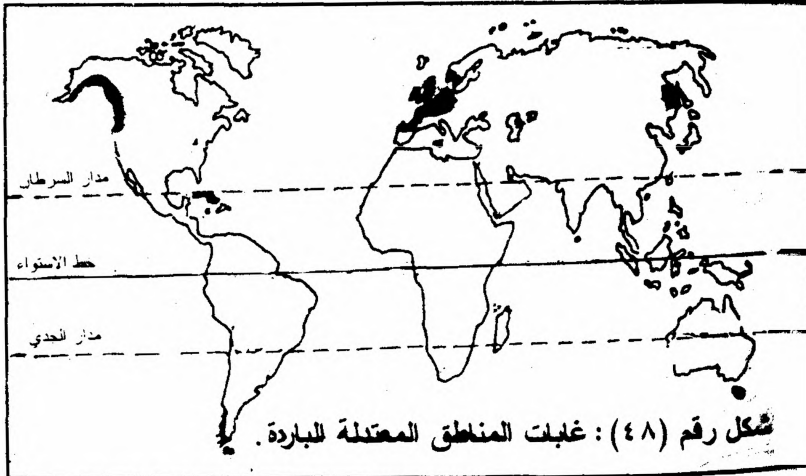 مدار السرطان
خط الاستواء
مدار الجدي
شكل رقم (٤٨) : غابات المناطق المعتدلة الباردة .